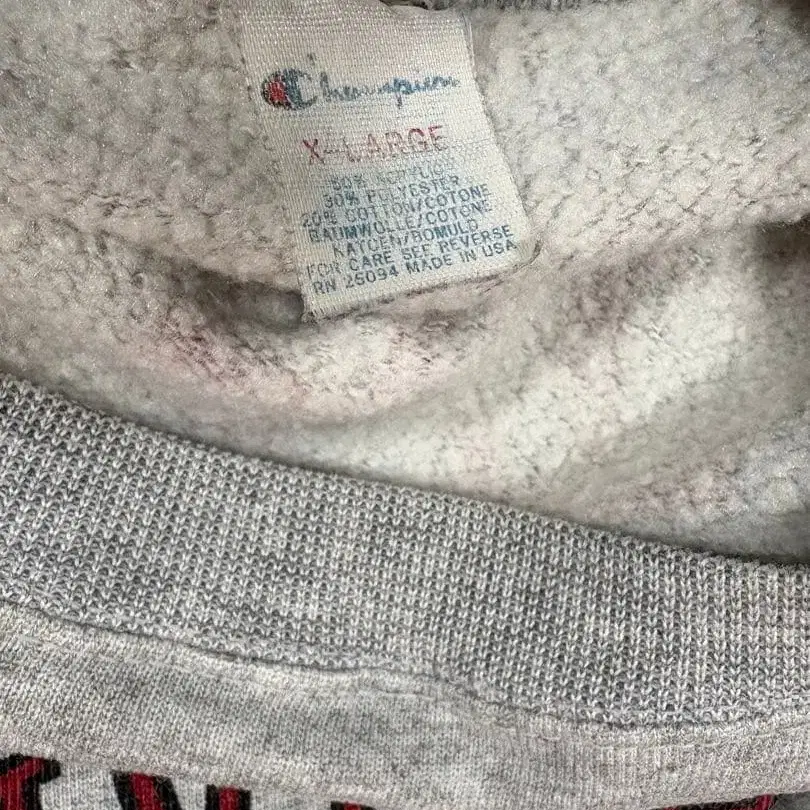 Champion
X-LARGE
50% ACRYLIC
30% POLYESTER
20% COTTON/COTONE
BAUMWOLLE/COTONE
KATOEN/BOMULD
FOR CARE SEE REVERSE
RN 26094 MADE IN USA